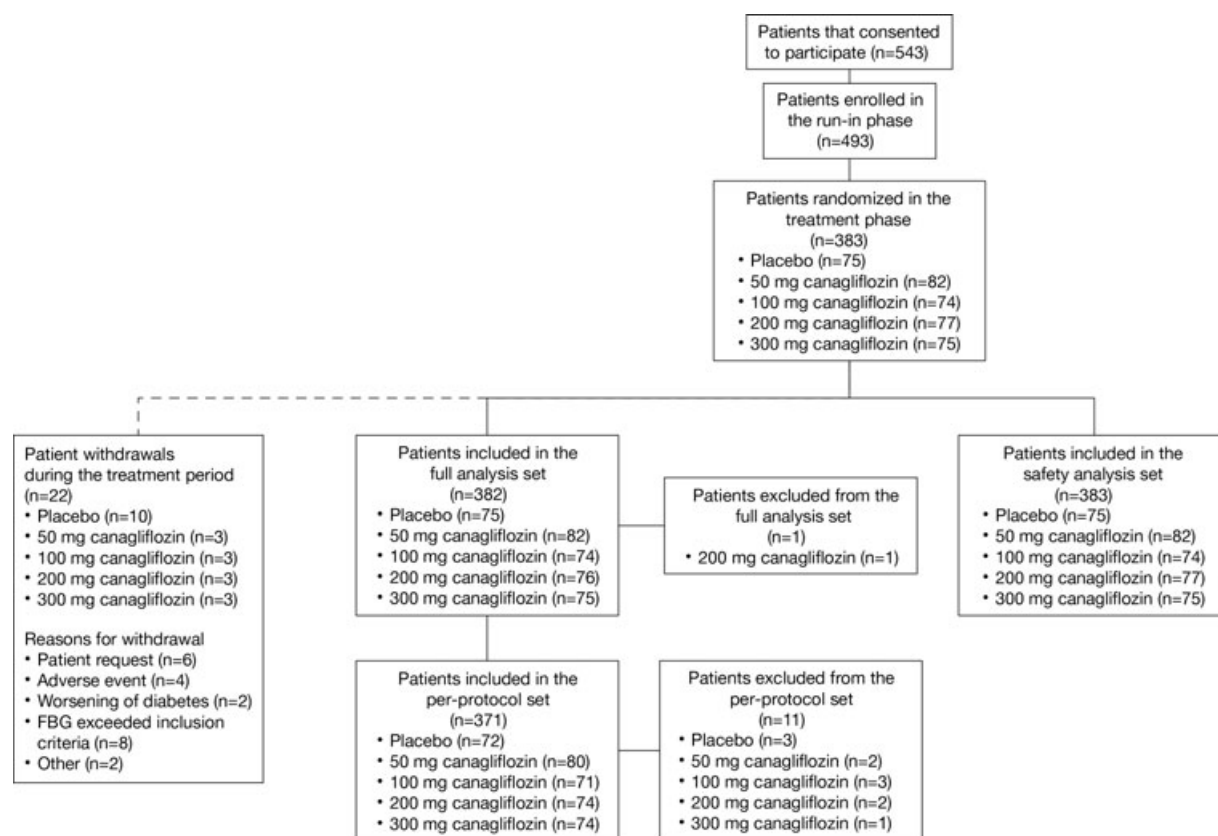 Patients that consented
to participate (n=543)
Patients enrolled in
the run-in phase
(n=493)
Patients randomized in the
treatment phase
(n=383)
• Placebo (n=75)
• 50 mg canagliflozin (n=82)
• 100 mg canagliflozin (n=74)
• 200 mg canagliflozin (n=77)
• 300 mg canagliflozin (n=75)
Patient withdrawals
during the treatment period
(n=22)
• Placebo (n=10)
• 50 mg canagliflozin (n=3)
• 100 mg canagliflozin (n=3)
• 200 mg canagliflozin (n=3)
• 300 mg canagliflozin (n=3)
Reasons for withdrawal
• Patient request (n=6)
• Adverse event (n=4)
• Worsening of diabetes (n=2)
• FBG exceeded inclusion
criteria (n=8)
• Other (n=2)
Patients included in the
full analysis set
(n=382)
• Placebo (n=75)
• 50 mg canagliflozin (n=82)
• 100 mg canagliflozin (n=74)
• 200 mg canagliflozin (n=76)
• 300 mg canagliflozin (n=75)
Patients excluded from the
full analysis set
(n=1)
• 200 mg canagliflozin (n=1)
Patients included in the
safety analysis set
(n=383)
• Placebo (n=75)
• 50 mg canagliflozin (n=82)
• 100 mg canagliflozin (n=74)
• 200 mg canagliflozin (n=77)
• 300 mg canagliflozin (n=75)
Patients included in the
per-protocol set
(n=371)
• Placebo (n=72)
• 50 mg canagliflozin (n=80)
• 100 mg canagliflozin (n=71)
• 200 mg canagliflozin (n=74)
• 300 mg canagliflozin (n=74)
Patients excluded from the
per-protocol set
(n=11)
• Placebo (n=3)
• 50 mg canagliflozin (n=2)
• 100 mg canagliflozin (n=3)
• 200 mg canagliflozin (n=2)
• 300 mg canagliflozin (n=1)